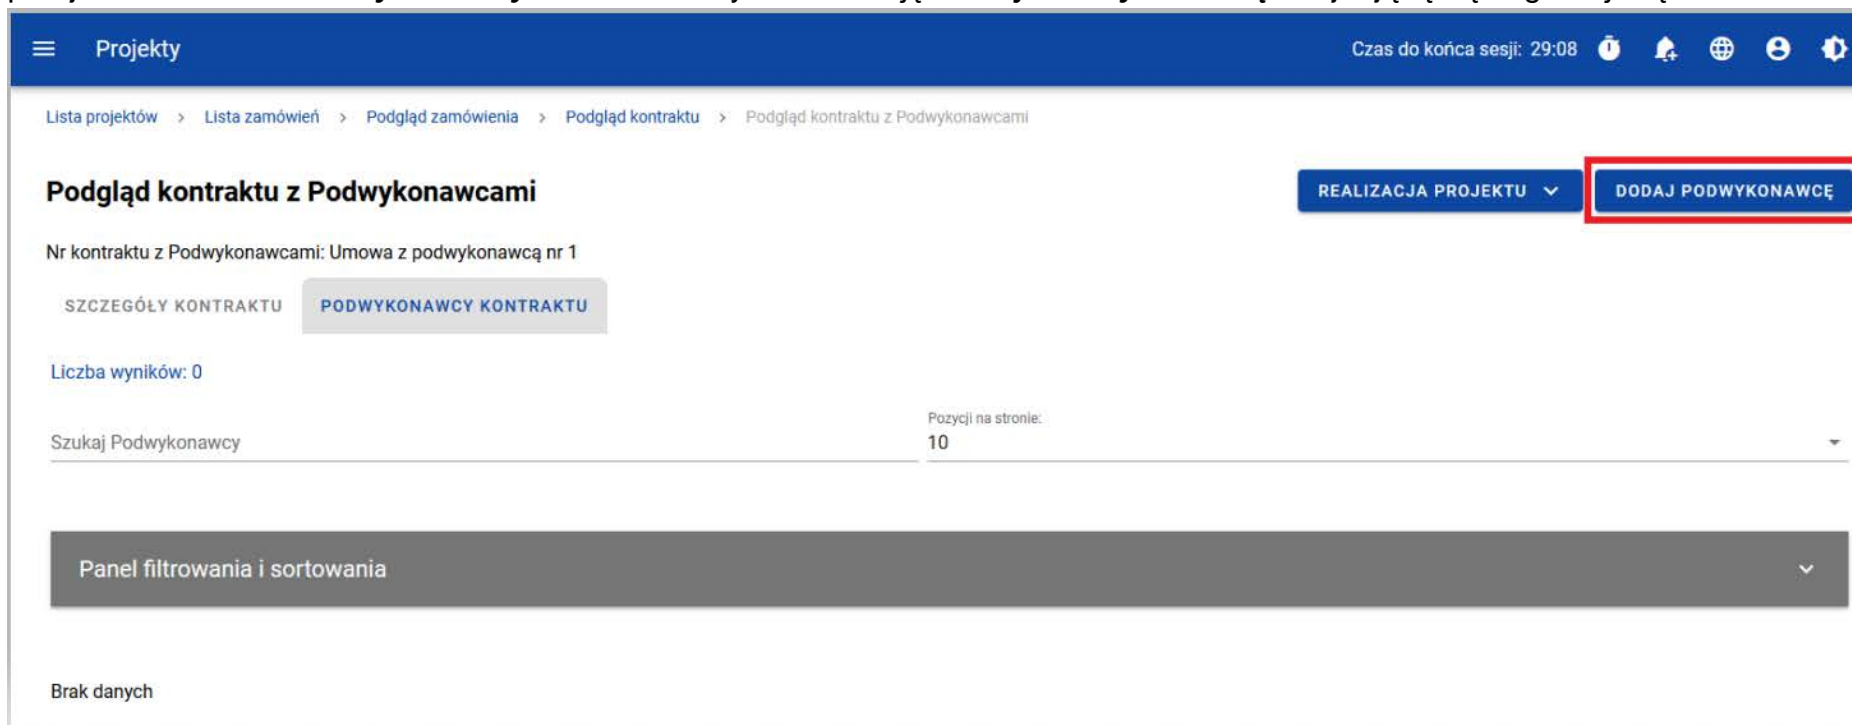 Projekty
Czas do końca sesji: 29:08
Lista projektów > Lista zamówień > Podgląd zamówienia > Podgląd kontraktu > Podgląd kontraktu z Podwykonawcami
Podgląd kontraktu z Podwykonawcami
REALIZACJA PROJEKTU
DODAJ PODWYKONAWCĘ
Nr kontraktu z Podwykonawcami: Umowa z podwykonawcą nr 1
SZCZEGÓŁY KONTRAKTU
PODWYKONAWCY KONTRAKTU
Liczba wyników: 0
Szukaj Podwykonawcy
Pozycji na stronie:
10
Panel filtrowania i sortowania
Brak danych